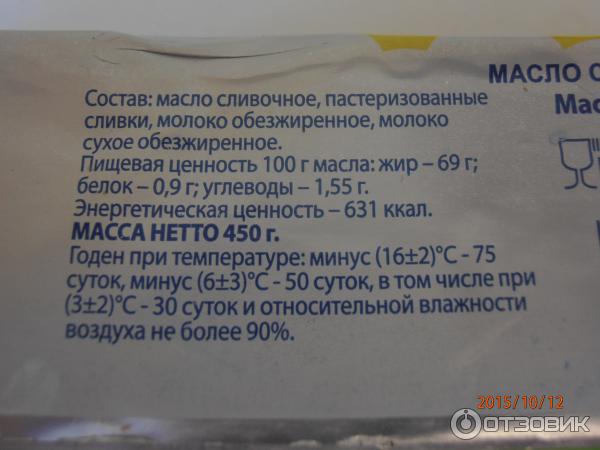 МАСЛО С
Мас
Состав: масло сливочное, пастеризованные
сливки, молоко обезжиренное, молоко
сухое обезжиренное.
Пищевая ценность 100 г масла: жир – 69 г;
белок – 0,9 г; углеводы – 1,55 г.
Энергетическая ценность – 631 ккал.
МАССА НЕТТО 450 г.
Годен при температуре: минус (16±2)°С - 75
суток, минус (6±3)°С - 50 суток, в том числе при
(3±2)°С - 30 суток и относительной влажности
воздуха не более 90%.
2015/10/12
ОТЗОВИК